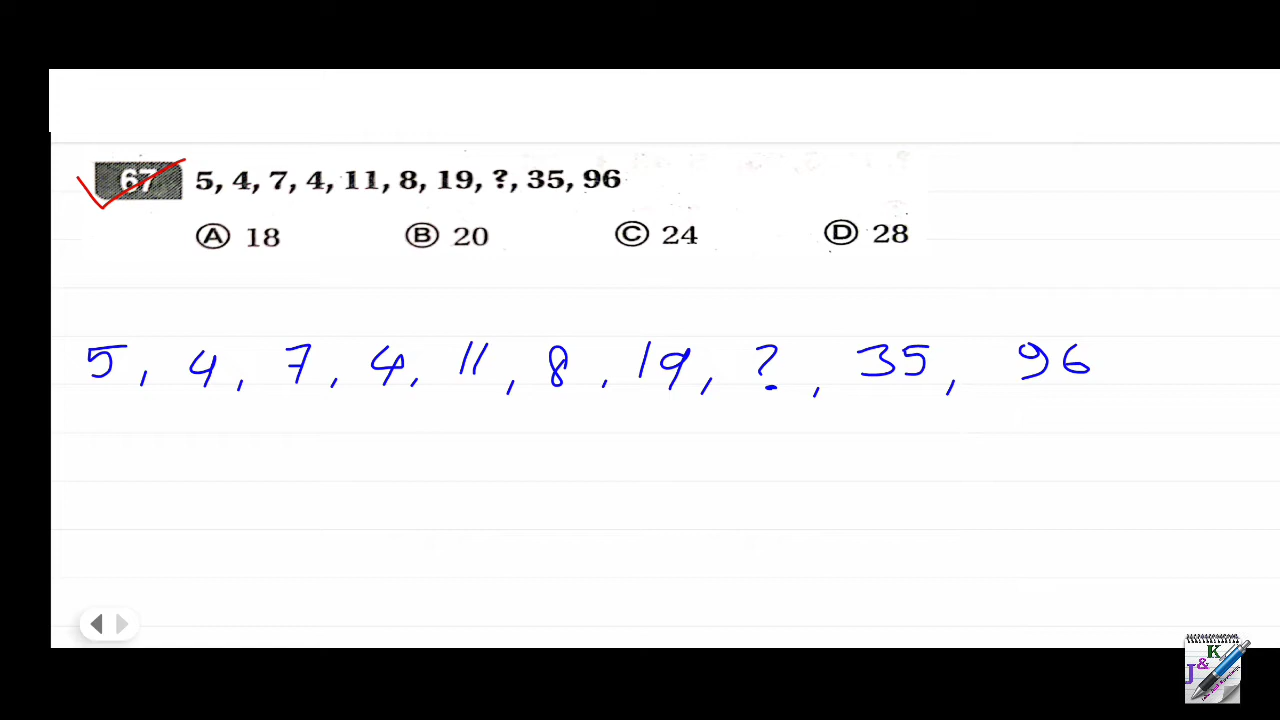 67 5, 4, 7, 4, 11, 8, 19, ?, 35, 96
Ⓐ 18 Ⓑ 20 Ⓒ 24 Ⓓ 28
5, 4, 7, 4, 11, 8, 19, ?, 35, 96
J & K